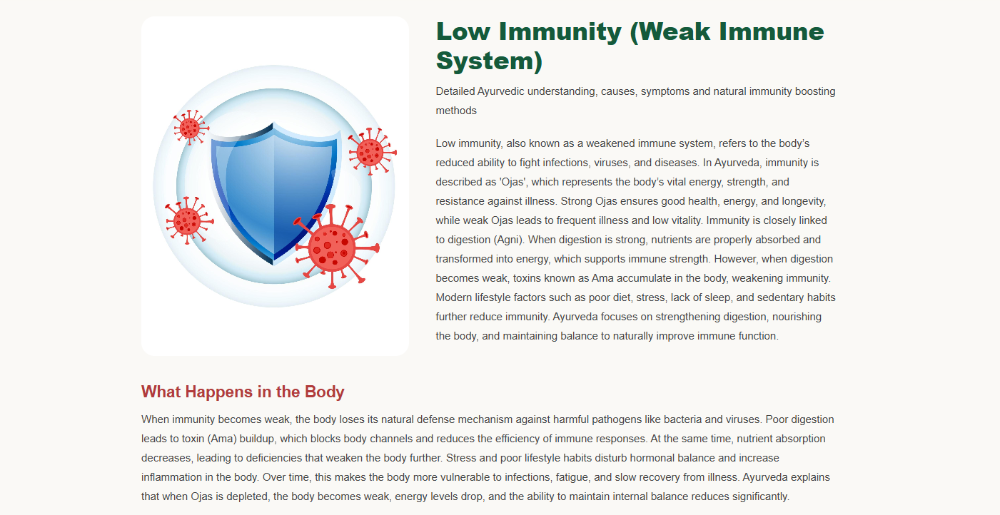 Low Immunity (Weak Immune
System)
Detailed Ayurvedic understanding, causes, symptoms and natural immunity boosting
methods
Low immunity, also known as a weakened immune system, refers to the body’s
reduced ability to fight infections, viruses, and diseases. In Ayurveda, immunity is
described as 'Ojas', which represents the body’s vital energy, strength, and
resistance against illness. Strong Ojas ensures good health, energy, and longevity,
while weak Ojas leads to frequent illness and low vitality. Immunity is closely linked
to digestion (Agni). When digestion is strong, nutrients are properly absorbed and
transformed into energy, which supports immune strength. However, when digestion
becomes weak, toxins known as Ama accumulate in the body, weakening immunity.
Modern lifestyle factors such as poor diet, stress, lack of sleep, and sedentary habits
further reduce immunity. Ayurveda focuses on strengthening digestion, nourishing
the body, and maintaining balance to naturally improve immune function.
What Happens in the Body
When immunity becomes weak, the body loses its natural defense mechanism against harmful pathogens like bacteria and viruses. Poor digestion
leads to toxin (Ama) buildup, which blocks body channels and reduces the efficiency of immune responses. At the same time, nutrient absorption
decreases, leading to deficiencies that weaken the body further. Stress and poor lifestyle habits disturb hormonal balance and increase
inflammation in the body. Over time, this makes the body more vulnerable to infections, fatigue, and slow recovery from illness. Ayurveda explains
that when Ojas is depleted, the body becomes weak, energy levels drop, and the ability to maintain internal balance reduces significantly.